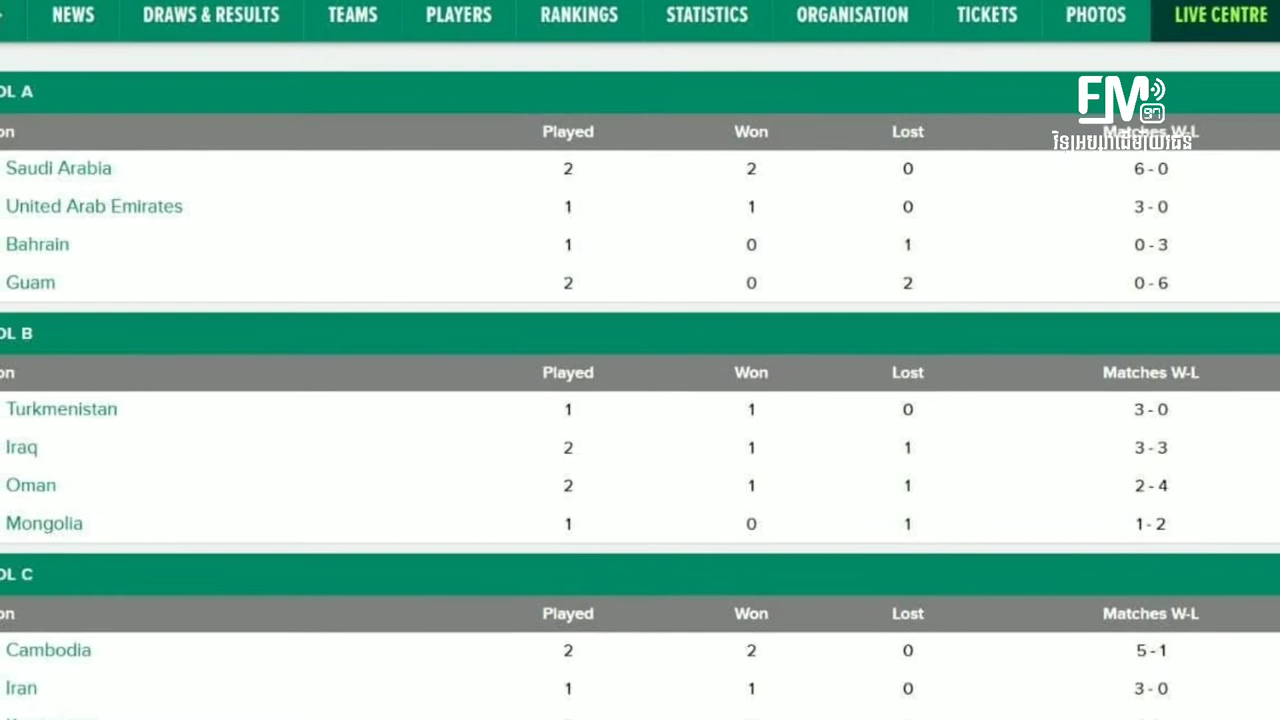 NEWS DRAWS & RESULTS TEAMS PLAYERS RANKINGS STATISTICS ORGANISATION TICKETS PHOTOS LIVE CENTRE
OL A
FM 97
on Played Won Lost Matches W-L
Saudi Arabia 2 2 0 6 - 0
United Arab Emirates 1 1 0 3 - 0
Bahrain 1 0 1 0 - 3
Guam 2 0 2 0 - 6
OL B
on Played Won Lost Matches W-L
Turkmenistan 1 1 0 3 - 0
Iraq 2 1 1 3 - 3
Oman 2 1 1 2 - 4
Mongolia 1 0 1 1 - 2
OL C
on Played Won Lost Matches W-L
Cambodia 2 2 0 5 - 1
Iran 1 1 0 3 - 0